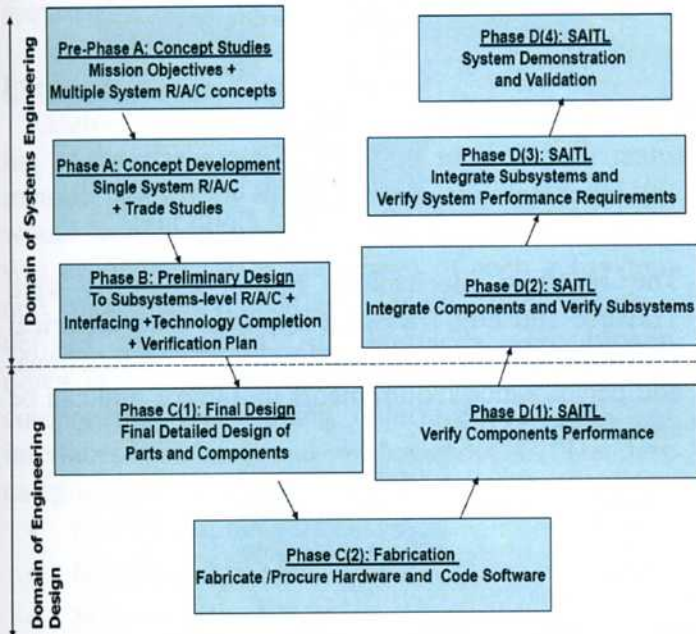 Domain of Systems Engineering
Pre-Phase A: Concept Studies
Mission Objectives +
Multiple System R/A/C concepts
Phase A: Concept Development
Single System R/A/C
+ Trade Studies
Phase B: Preliminary Design
To Subsystems-level R/A/C +
Interfacing +Technology Completion
+ Verification Plan
Domain of Engineering
Design
Phase C(1): Final Design
Final Detailed Design of
Parts and Components
Phase C(2): Fabrication
Fabricate /Procure Hardware and Code Software
Phase D(1): SAITL
Verify Components Performance
Phase D(2): SAITL
Integrate Components and Verify Subsystems
Phase D(3): SAITL
Integrate Subsystems and
Verify System Performance Requirements
Phase D(4): SAITL
System Demonstration
and Validation